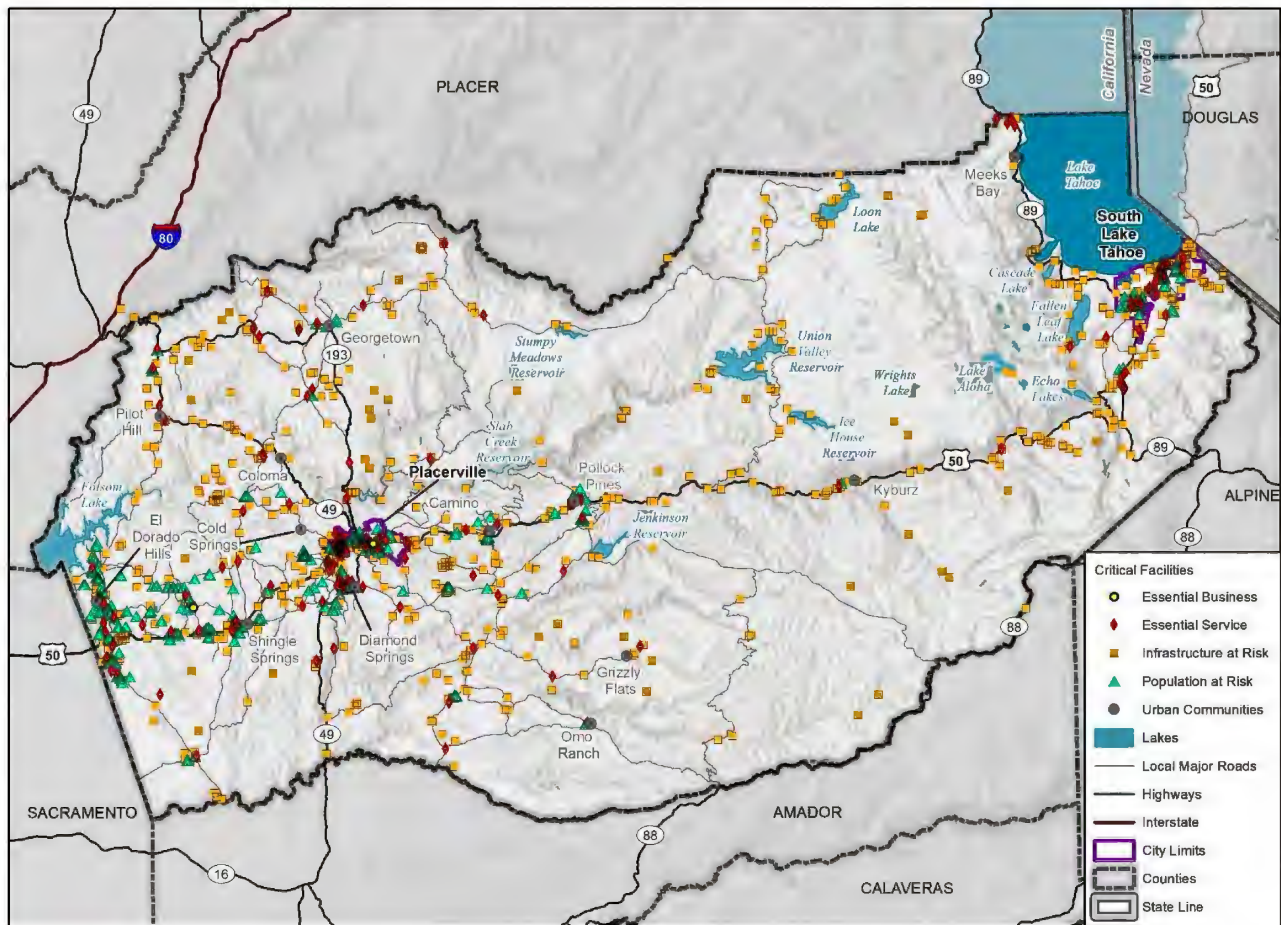 PLACER
California
Nevada
DOUGLAS
50
89
49
80
Meeks
Bay
Lake
Tahoe
89
South
Lake
Tahoe
Loon
Lake
Cascade
Lake
Fallen
Leaf
Lake
Georgetown
193
Stumpy
Meadows
Reservoir
Union
Valley
Reservoir
Wrights
Lake
Lake
Aloha
Echo
Lakes
Pilot
Hill
Slab
Creek
Reservoir
Ice
House
Reservoir
Coloma
Placerville
Pollock
Pines
50
89
Folsom
Lake
49
Camino
Kyburz
ALPINE
El
Dorado
Hills
Cold
Springs
Jenkinson
Reservoir
88
50
Shingle
Springs
Diamond
Springs
Grizzly
Flats
88
49
Omo
Ranch
SACRAMENTO
AMADOR
88
16
CALAVERAS
Critical Facilities
Essential Business
Essential Service
Infrastructure at Risk
Population at Risk
Urban Communities
Lakes
Local Major Roads
Highways
Interstate
City Limits
Counties
State Line